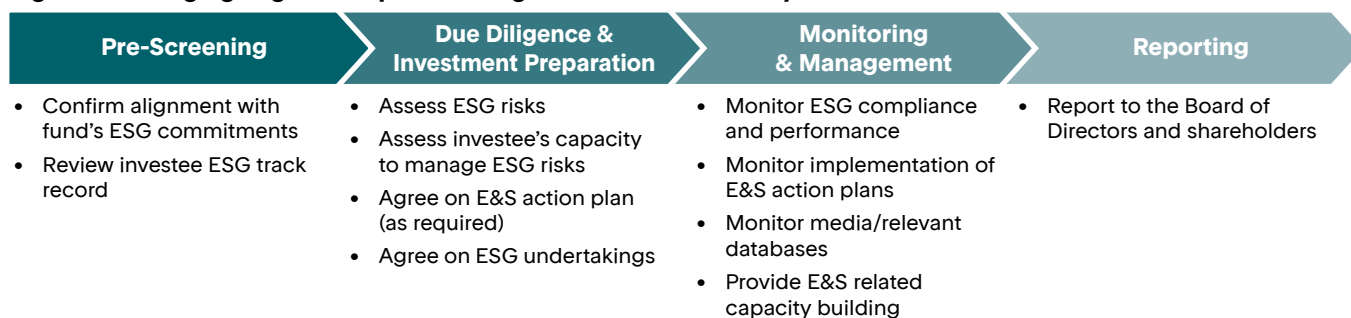 Pre-Screening
Due Diligence &
Investment Preparation
Monitoring
& Management
Reporting
• Confirm alignment with
fund's ESG commitments
• Review investee ESG track
record
• Assess ESG risks
• Assess investee's capacity
to manage ESG risks
• Agree on E&S action plan
(as required)
• Agree on ESG undertakings
• Monitor ESG compliance
and performance
• Monitor implementation of
E&S action plans
• Monitor media/relevant
databases
• Provide E&S related
capacity building
• Report to the Board of
Directors and shareholders